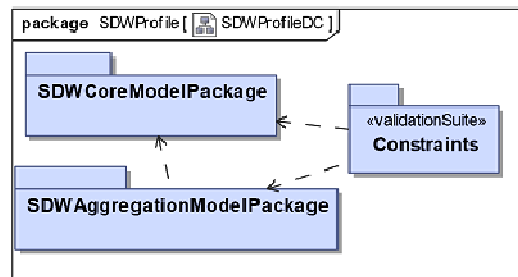 package SDWProfile [ SDWProfileDC ]
SDWCoreModelPackage
«validationSuite»
Constraints
SDWAggregationModelPackage